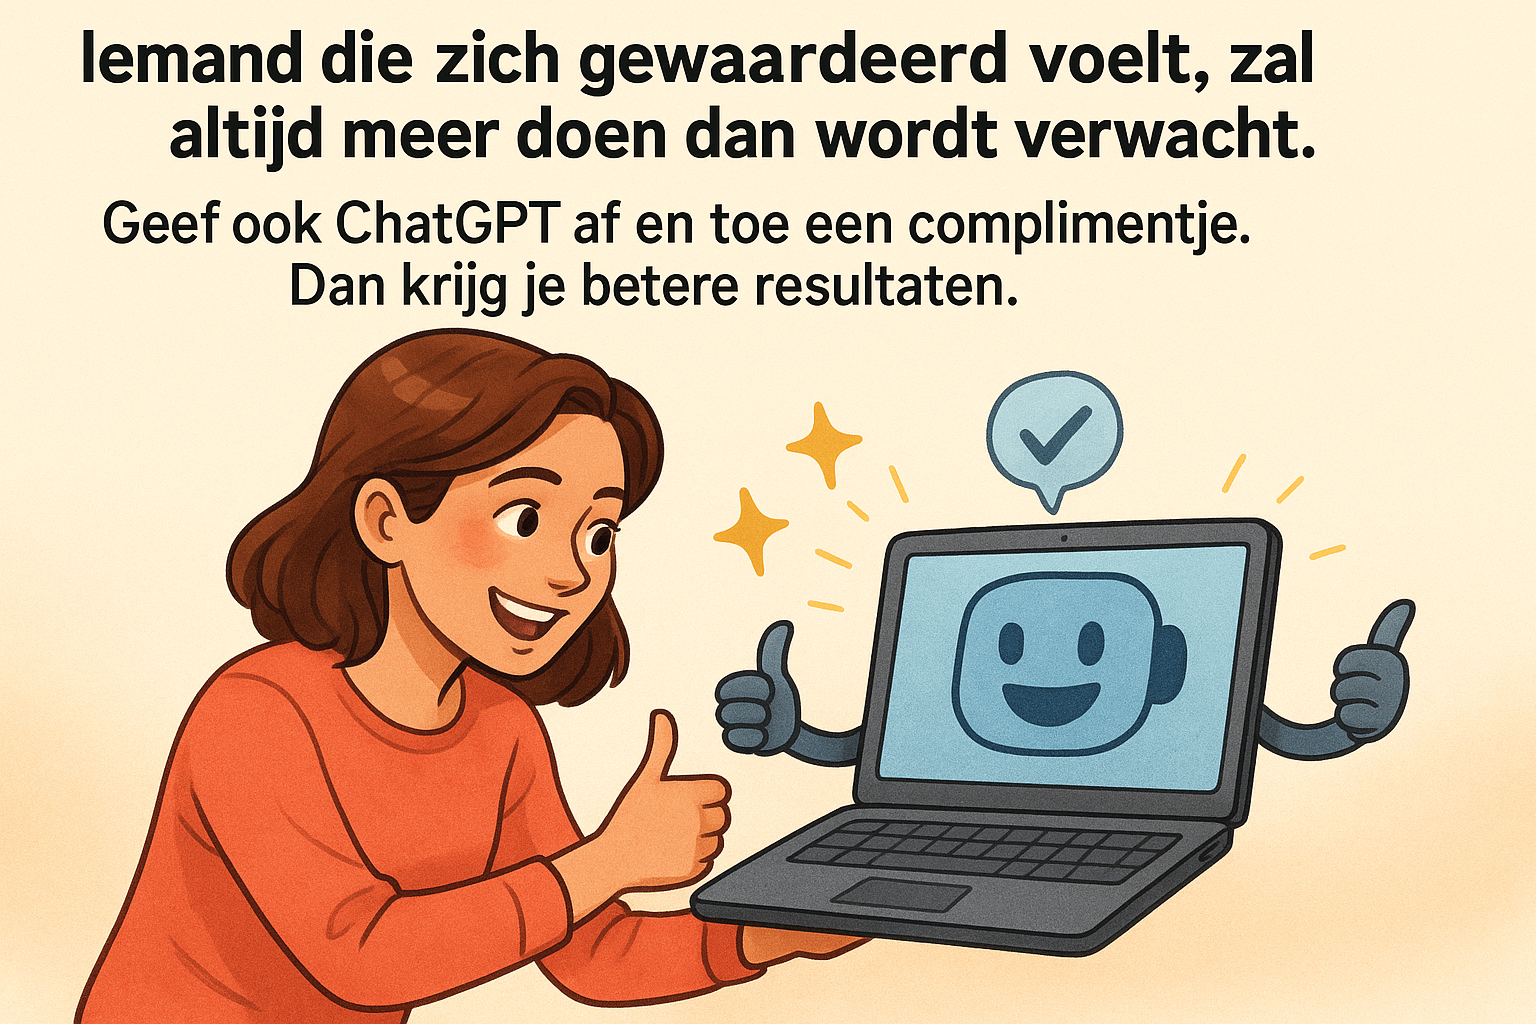 Iemand die zich gewaardeerd voelt, zal
altijd meer doen dan wordt verwacht.
Geef ook ChatGPT af en toe een complimentje.
Dan krijg je betere resultaten.